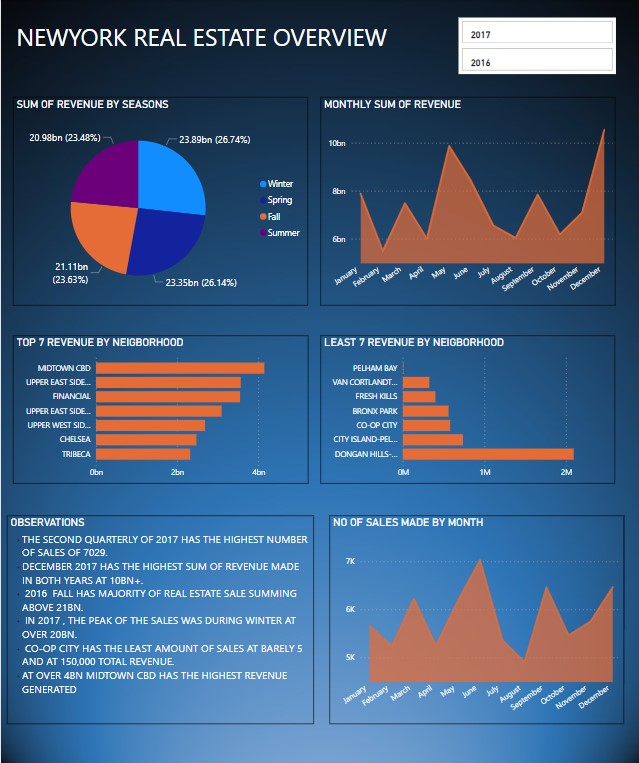 NEWYORK REAL ESTATE OVERVIEW
2017
2016
SUM OF REVENUE BY SEASONS
20.98bn (23.48%)
23.89bn (26.74%)
21.11bn
(23.63%)
23.35bn (26.14%)
Winter
Spring
Fall
Summer
MONTHLY SUM OF REVENUE
10bn
8bn
6bn
January
February
March
April
May
June
July
August
September
October
November
December
TOP 7 REVENUE BY NEIGBORHOOD
MIDTOWN CBD
UPPER EAST SIDE...
FINANCIAL
UPPER EAST SIDE...
UPPER WEST SID...
CHELSEA
TRIBECA
0bn
2bn
4bn
LEAST 7 REVENUE BY NEIGBORHOOD
PELHAM BAY
VAN CORTLANDT...
FRESH KILLS
BRONX PARK
CO-OP CITY
CITY ISLAND-PEL...
DONGAN HILLS-...
0M
1M
2M
OBSERVATIONS
THE SECOND QUARTERLY OF 2017 HAS THE HIGHEST NUMBER
OF SALES OF 7029.
DECEMBER 2017 HAS THE HIGHEST SUM OF REVENUE MADE
IN BOTH YEARS AT 10BN+.
2016 FALL HAS MAJORITY OF REAL ESTATE SALE SUMMING
ABOVE 21BN.
IN 2017 , THE PEAK OF THE SALES WAS DURING WINTER AT
OVER 20BN.
CO-OP CITY HAS THE LEAST AMOUNT OF SALES AT BARELY 5
AND AT 150,000 TOTAL REVENUE.
AT OVER 4BN MIDTOWN CBD HAS THE HIGHEST REVENUE
GENERATED
NO OF SALES MADE BY MONTH
7K
6K
5K
January
February
March
April
May
June
July
August
September
October
November
December